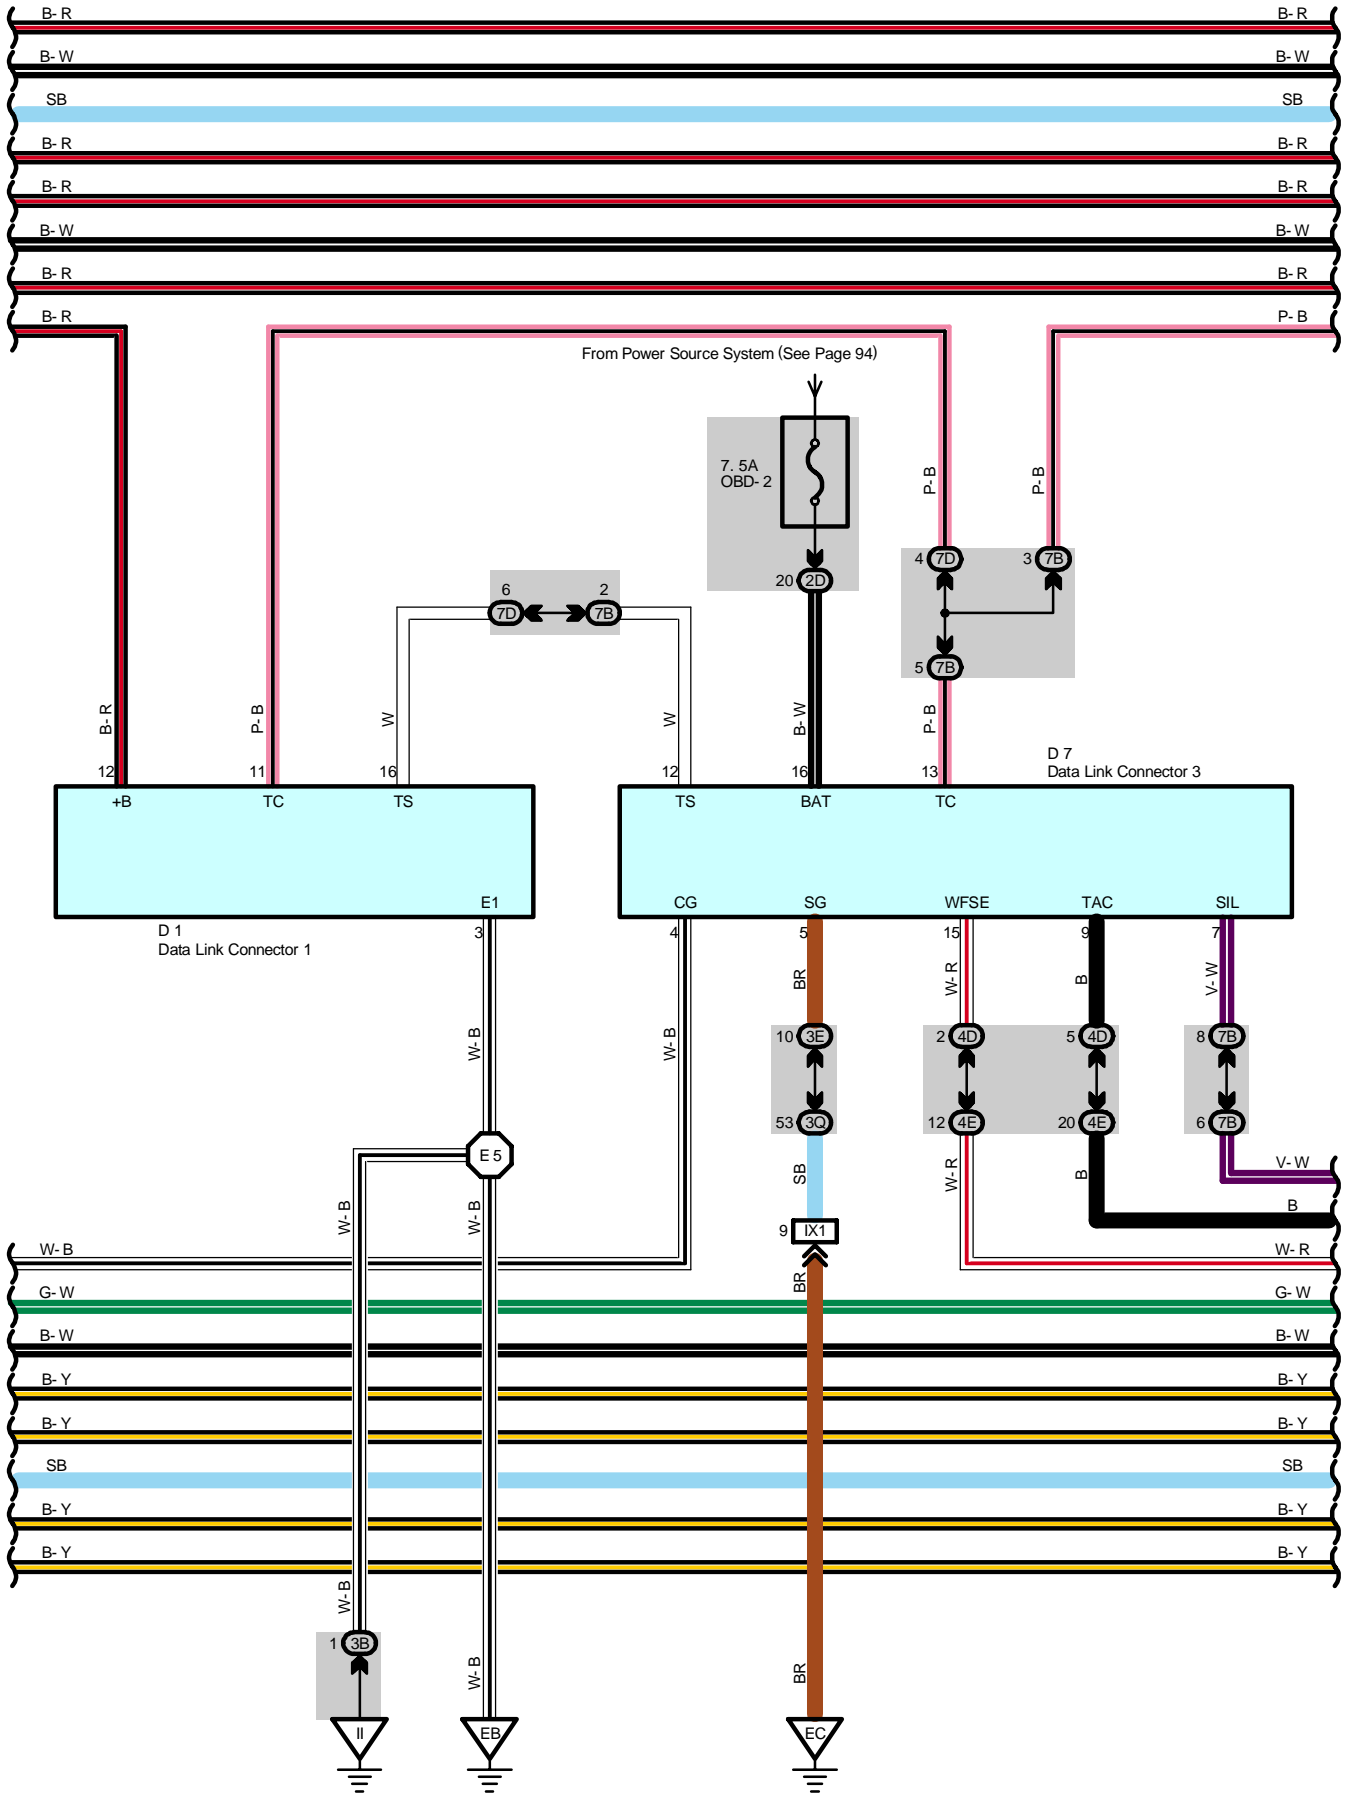 B- R B- R
B- W B- W
SB SB
B- R B- R
B- R B- R
B- W B- W
B- R B- R
B- R P- B
From Power Source System (See Page 94)
7. 5A
OBD- 2
P- B P- B
4 7D 3 7B
20 2D
6 2
7D 7B
5 7B
B- R P- B W W B- W P- B
D 7
Data Link Connector 3
12 11 16 12 16 13
+B TC TS TS BAT TC
E1 CG SG WFSE TAC SIL
D 1
Data Link Connector 1
3 4 5 15 9 7
BR W- R B V- W
W- B W- B
10 3E 2 4D 5 4D 8 7B
53 3Q 12 4E 20 4E 6 7B
E 5
SB W- R B V- W
W- B W- B B
9 IX1
W- B W- R
BR
G- W G- W
B- W B- W
B- Y B- Y
B- Y B- Y
SB SB
B- Y B- Y
B- Y B- Y
W- B
1 3B
W- B BR
II EB EC